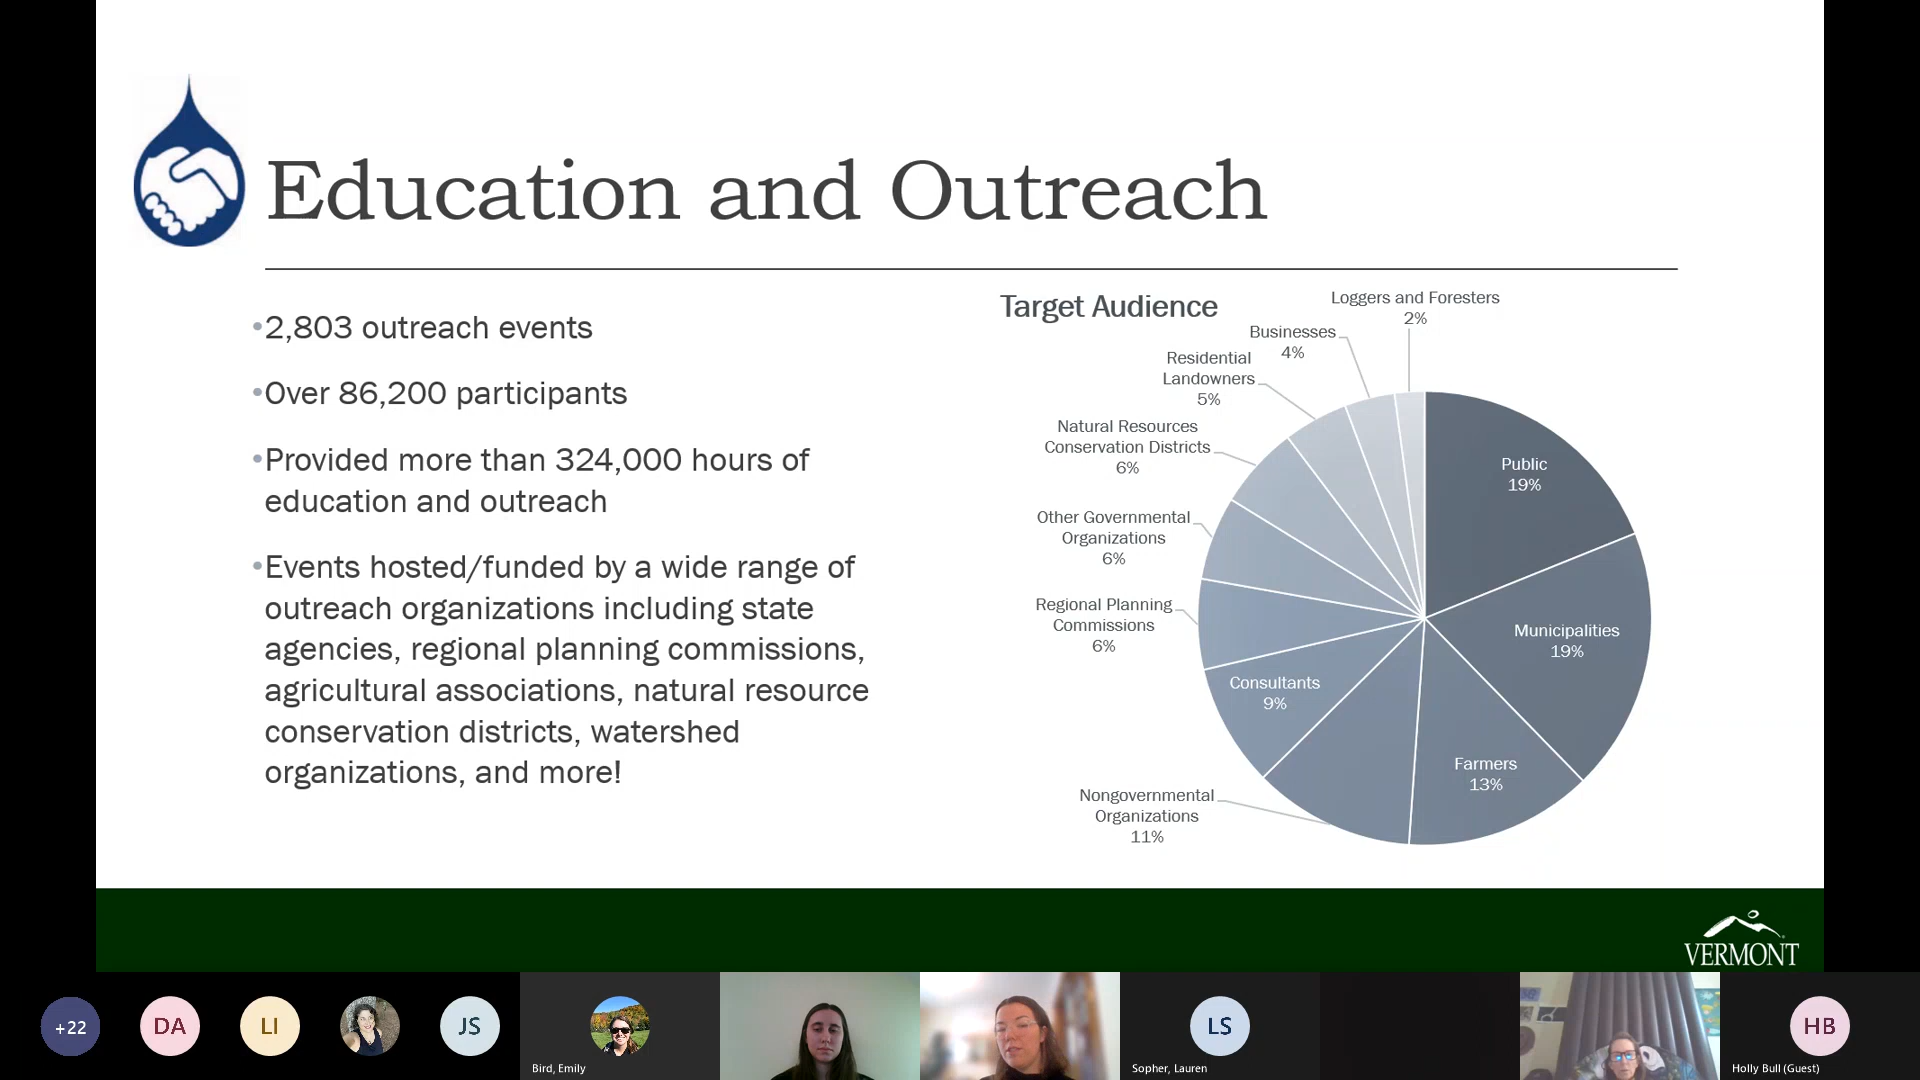 Education and Outreach
•2,803 outreach events
•Over 86,200 participants
•Provided more than 324,000 hours of
education and outreach
•Events hosted/funded by a wide range of
outreach organizations including state
agencies, regional planning commissions,
agricultural associations, natural resource
conservation districts, watershed
organizations, and more!
Target Audience
Loggers and Foresters
2%
Businesses
4%
Residential
Landowners
5%
Natural Resources
Conservation Districts
6%
Other Governmental
Organizations
6%
Regional Planning
Commissions
6%
Consultants
9%
Nongovernmental
Organizations
11%
Farmers
13%
Municipalities
19%
Public
19%
VERMONT
+22
DA
LI
JS
Bird, Emily
LS
Sopher, Lauren
HB
Holly Bull (Guest)